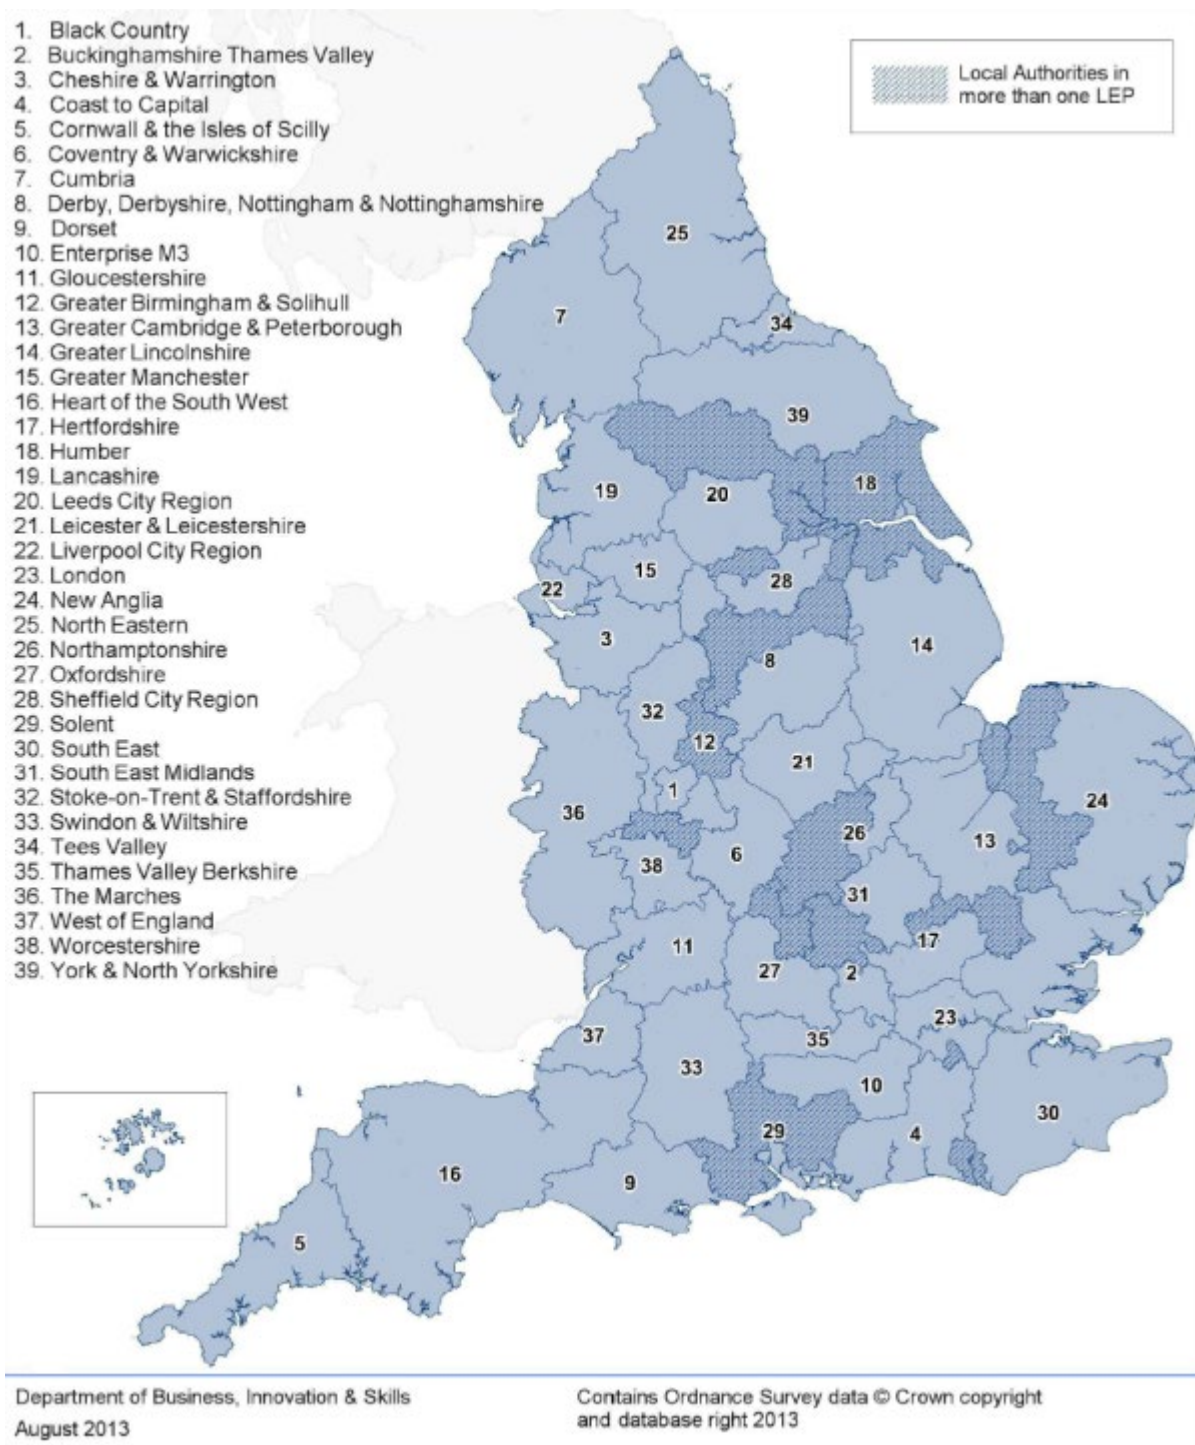 1. Black Country
2. Buckinghamshire Thames Valley
3. Cheshire & Warrington
4. Coast to Capital
5. Cornwall & the Isles of Scilly
6. Coventry & Warwickshire
7. Cumbria
8. Derby, Derbyshire, Nottingham & Nottinghamshire
9. Dorset
10. Enterprise M3
11. Gloucestershire
12. Greater Birmingham & Solihull
13. Greater Cambridge & Peterborough
14. Greater Lincolnshire
15. Greater Manchester
16. Heart of the South West
17. Hertfordshire
18. Humber
19. Lancashire
20. Leeds City Region
21. Leicester & Leicestershire
22. Liverpool City Region
23. London
24. New Anglia
25. North Eastern
26. Northamptonshire
27. Oxfordshire
28. Sheffield City Region
29. Solent
30. South East
31. South East Midlands
32. Stoke-on-Trent & Staffordshire
33. Swindon & Wiltshire
34. Tees Valley
35. Thames Valley Berkshire
36. The Marches
37. West of England
38. Worcestershire
39. York & North Yorkshire
Local Authorities in
more than one LEP
25
7
34
39
18
19
20
15
28
22
3
8
14
32
12
21
1
36
24
26
13
6
38
31
11
17
27
2
23
37
35
33
10
30
29
4
16
9
5
Department of Business, Innovation & Skills
August 2013
Contains Ordnance Survey data © Crown copyright
and database right 2013